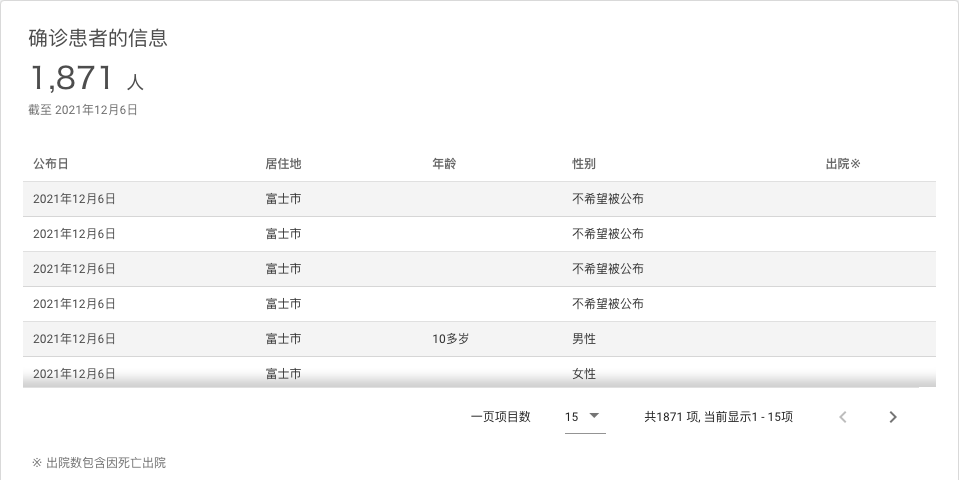 确诊患者的信息
1,871 人
截至 2021年12月6日
公布日 居住地 年龄 性别 出院※
2021年12月6日 富士市 不希望被公布
2021年12月6日 富士市 不希望被公布
2021年12月6日 富士市 不希望被公布
2021年12月6日 富士市 不希望被公布
2021年12月6日 富士市 10多岁 男性
2021年12月6日 富士市 女性
一页项目数 15 共1871 项, 当前显示1 - 15项
※ 出院数包含因死亡出院